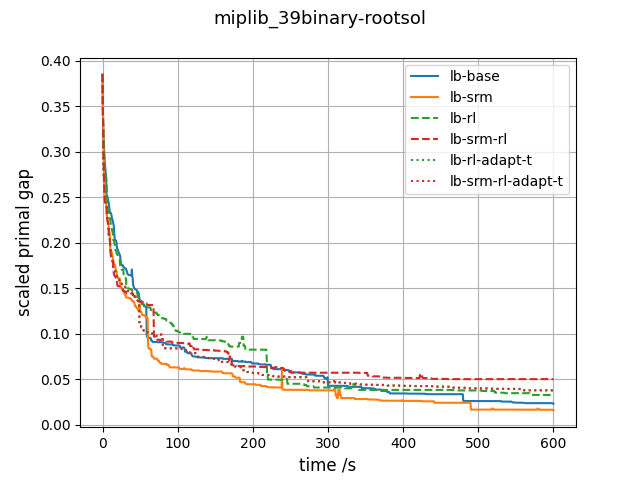 miplib_39binary-rootsol
scaled primal gap
0.40
0.35
0.30
0.25
0.20
0.15
0.10
0.05
0.00
0
100
200
300
400
500
600
time /s
lb-base
lb-srm
lb-rl
lb-srm-rl
lb-rl-adapt-t
lb-srm-rl-adapt-t